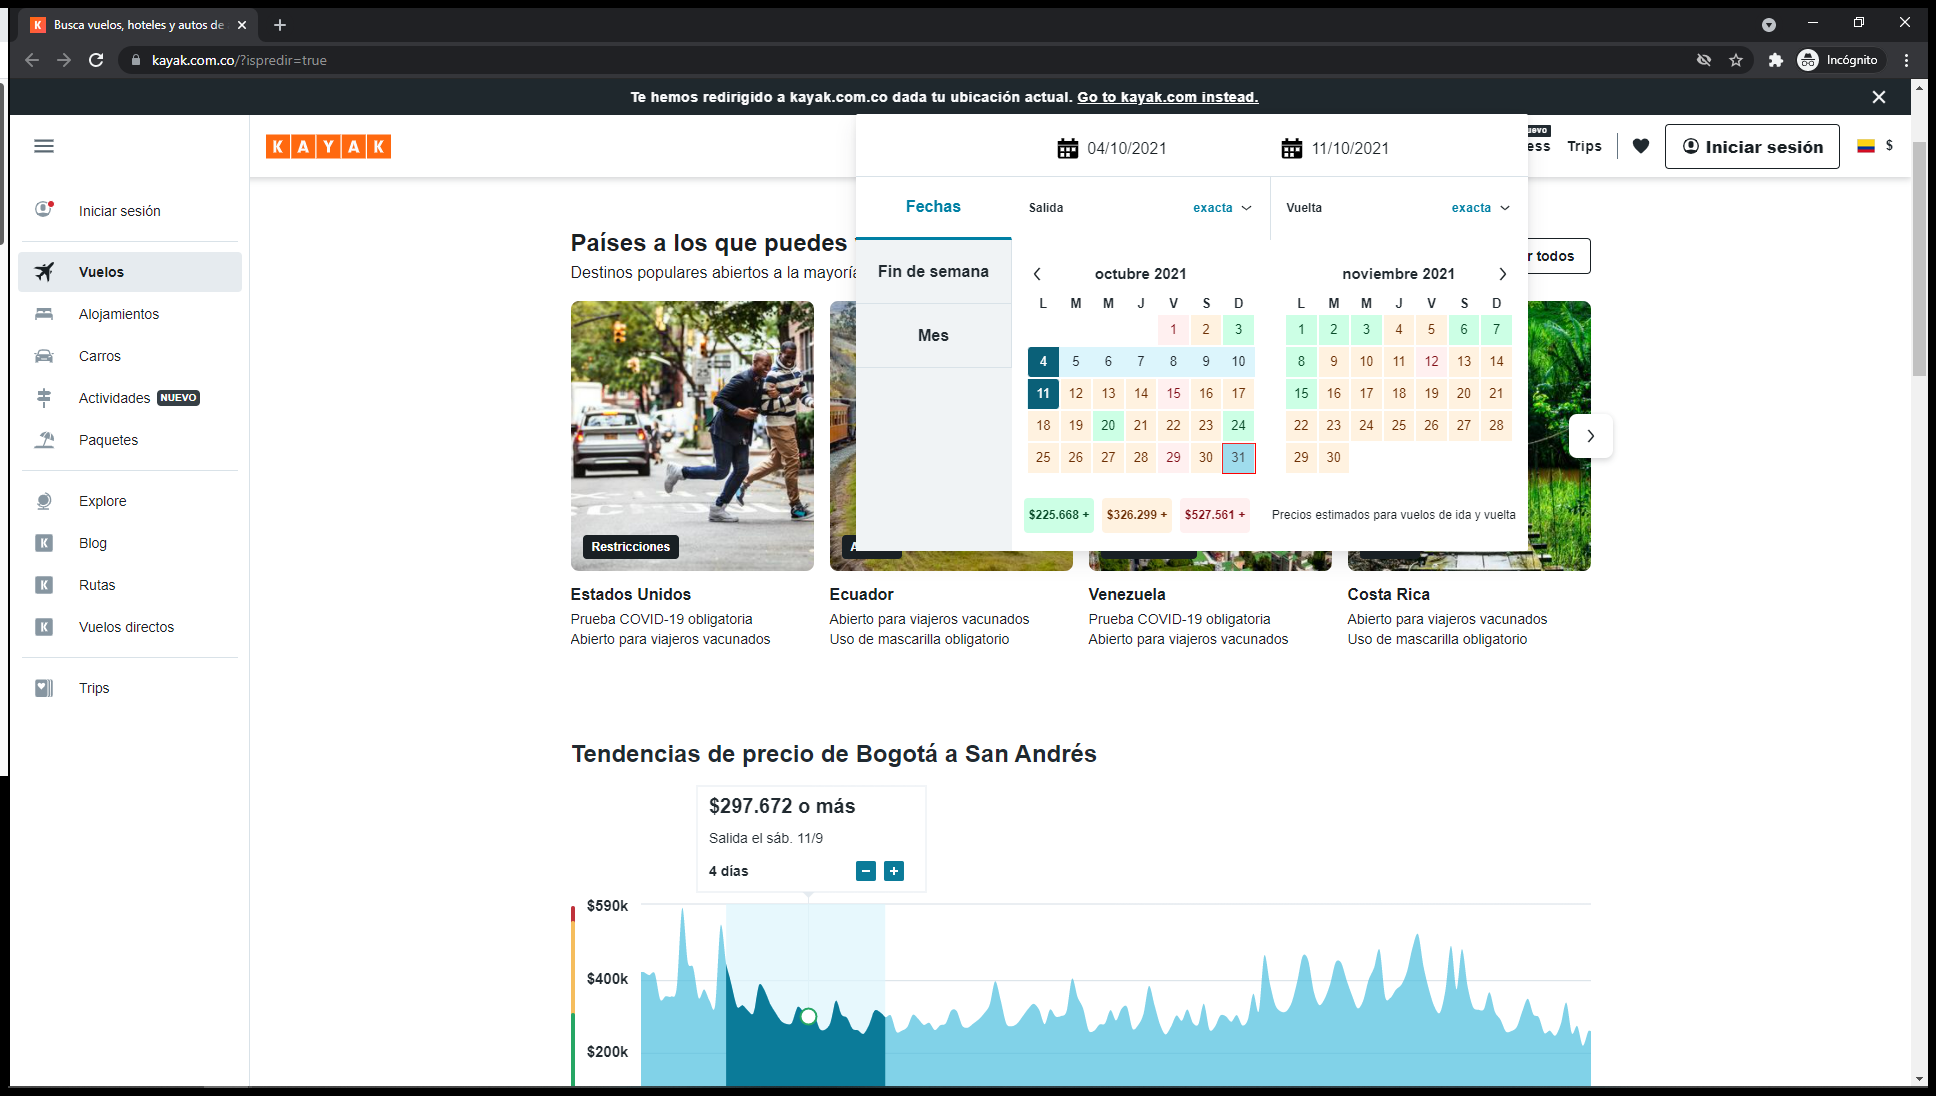 Busca vuelos, hoteles y autos de
kayak.com.co/?ispredir=true
Incógnito
Te hemos redirigido a kayak.com.co dada tu ubicación actual. Go to kayak.com instead.
KAYAK
04/10/2021
11/10/2021
Trips
Iniciar sesión
$
Iniciar sesión
Vuelos
Alojamientos
Carros
Actividades NUEVO
Paquetes
Explore
K Blog
K Rutas
K Vuelos directos
Trips
Fechas
Fin de semana
Mes
Salida
exacta
Vuelta
exacta
octubre 2021
L M M J V S D
1 2 3
4 5 6 7 8 9 10
11 12 13 14 15 16 17
18 19 20 21 22 23 24
25 26 27 28 29 30 31
noviembre 2021
L M M J V S D
1 2 3 4 5 6 7
8 9 10 11 12 13 14
15 16 17 18 19 20 21
22 23 24 25 26 27 28
29 30
$225.668 +
$326.299 +
$527.561 +
Precios estimados para vuelos de ida y vuelta
Países a los que puedes
Destinos populares abiertos a la mayoría
r todos
Restricciones
Estados Unidos
Prueba COVID-19 obligatoria
Abierto para viajeros vacunados
Ecuador
Abierto para viajeros vacunados
Uso de mascarilla obligatorio
Venezuela
Prueba COVID-19 obligatoria
Abierto para viajeros vacunados
Costa Rica
Abierto para viajeros vacunados
Uso de mascarilla obligatorio
Tendencias de precio de Bogotá a San Andrés
$297.672 o más
Salida el sáb. 11/9
4 días
− +
$590k
$400k
$200k